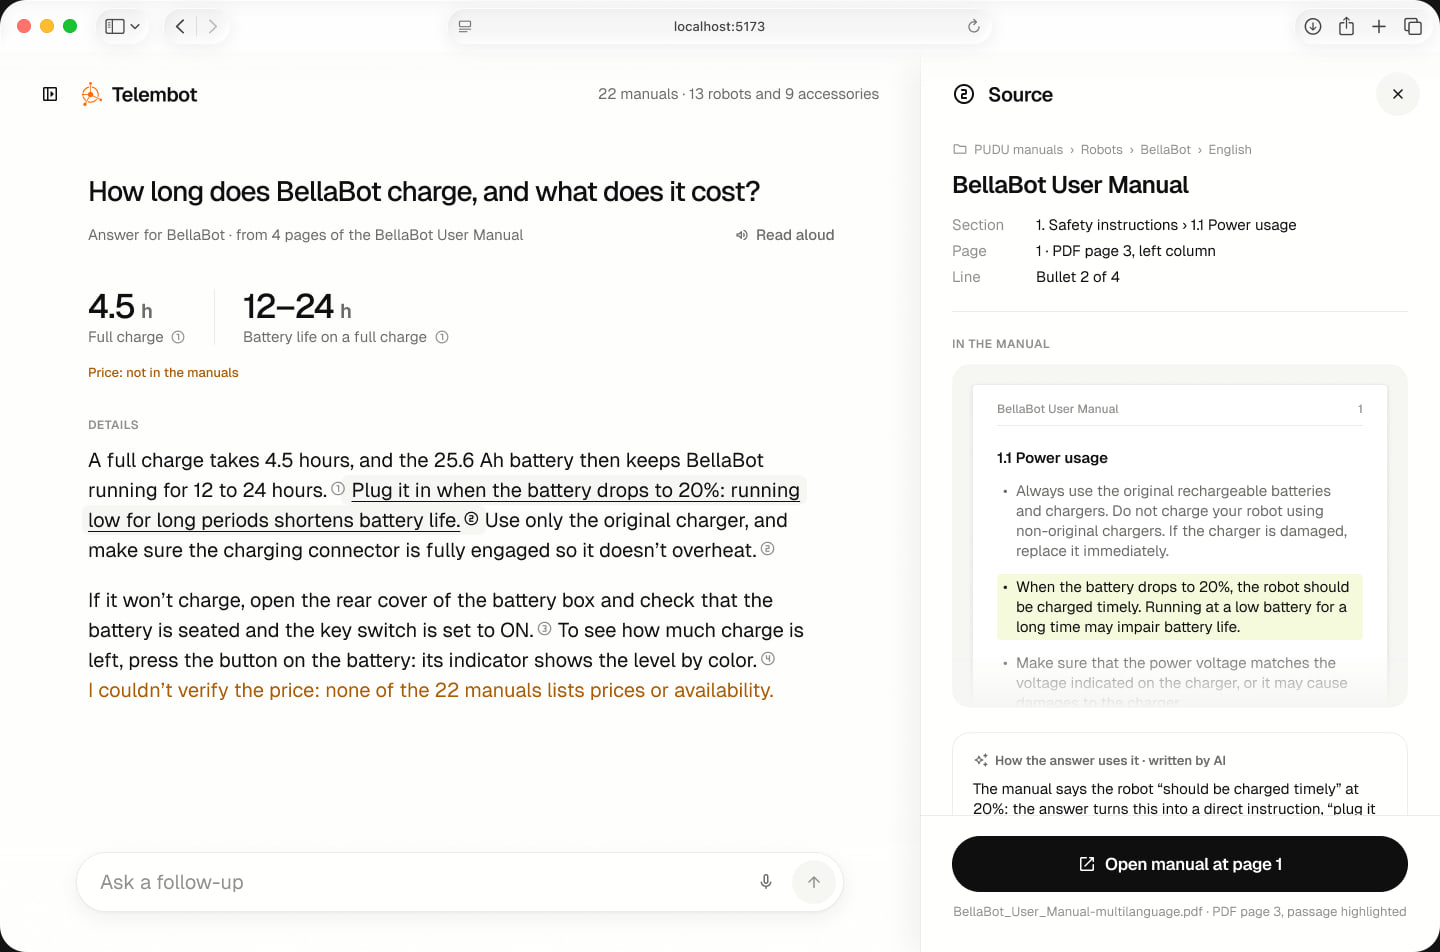 localhost:5173
Telembot
22 manuals · 13 robots and 9 accessories
How long does BellaBot charge, and what does it cost?
Answer for BellaBot · from 4 pages of the BellaBot User Manual
Read aloud
4.5 h
Full charge 1
12–24 h
Battery life on a full charge 1
Price: not in the manuals
DETAILS
A full charge takes 4.5 hours, and the 25.6 Ah battery then keeps BellaBot
running for 12 to 24 hours. 1 Plug it in when the battery drops to 20%: running
low for long periods shortens battery life. 2 Use only the original charger, and
make sure the charging connector is fully engaged so it doesn’t overheat. 2
If it won’t charge, open the rear cover of the battery box and check that the
battery is seated and the key switch is set to ON. 3 To see how much charge is
left, press the button on the battery: its indicator shows the level by color. 4
I couldn’t verify the price: none of the 22 manuals lists prices or availability.
Ask a follow-up
2 Source
PUDU manuals › Robots › BellaBot › English
BellaBot User Manual
Section 1. Safety instructions › 1.1 Power usage
Page 1 · PDF page 3, left column
Line Bullet 2 of 4
IN THE MANUAL
BellaBot User Manual 1
1.1 Power usage
• Always use the original rechargeable batteries
and chargers. Do not charge your robot using
non-original chargers. If the charger is damaged,
replace it immediately.
• When the battery drops to 20%, the robot should
be charged timely. Running at a low battery for a
long time may impair battery life.
• Make sure that the power voltage matches the
voltage indicated on the charger, or it may cause
damages to the charger.
How the answer uses it · written by AI
The manual says the robot “should be charged timely” at
20%: the answer turns this into a direct instruction, “plug it
Open manual at page 1
BellaBot_User_Manual-multilanguage.pdf · PDF page 3, passage highlighted